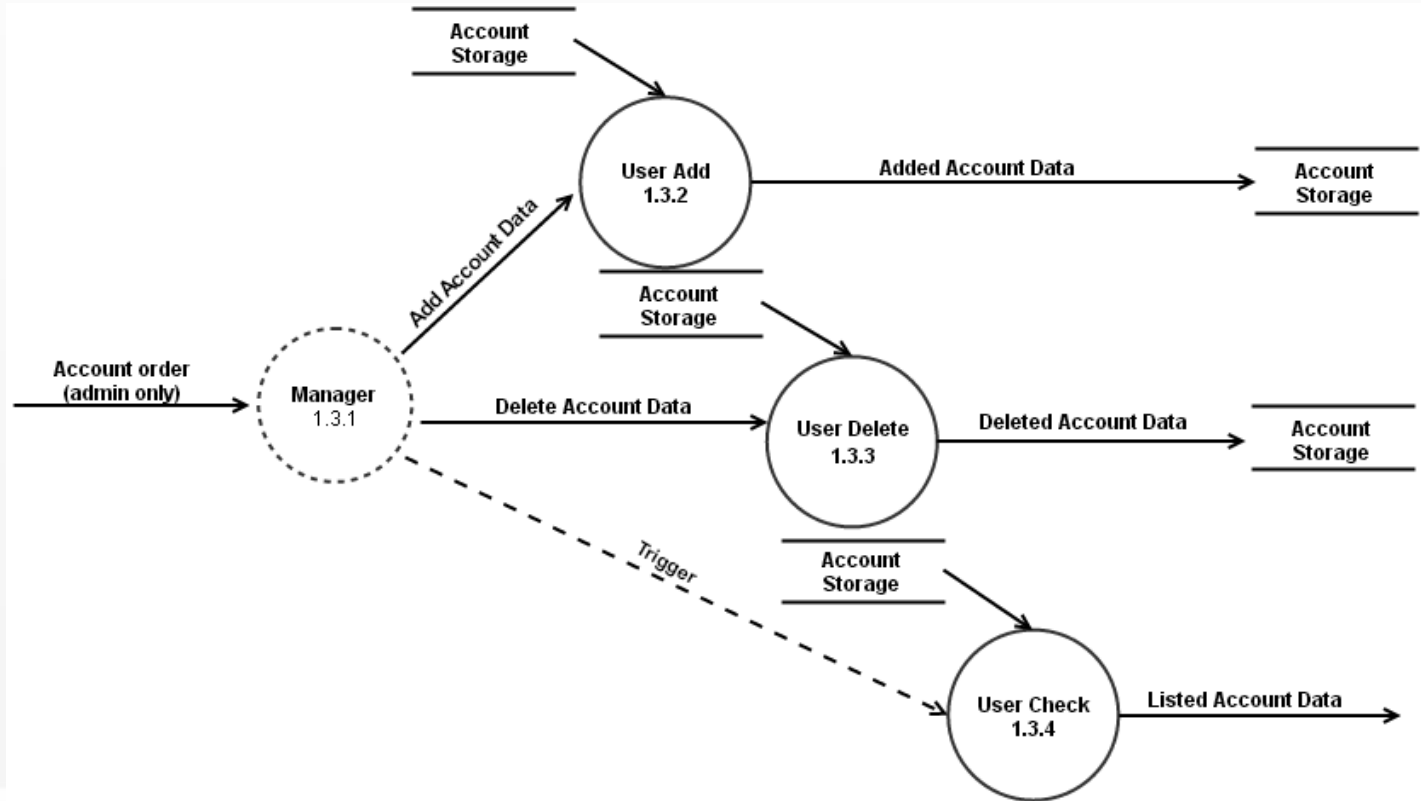 Account
Storage
User Add
1.3.2
Added Account Data
Account
Storage
Add Account Data
Account
Storage
Account order
(admin only)
Manager
1.3.1
Delete Account Data
User Delete
1.3.3
Deleted Account Data
Account
Storage
Trigger
Account
Storage
User Check
1.3.4
Listed Account Data